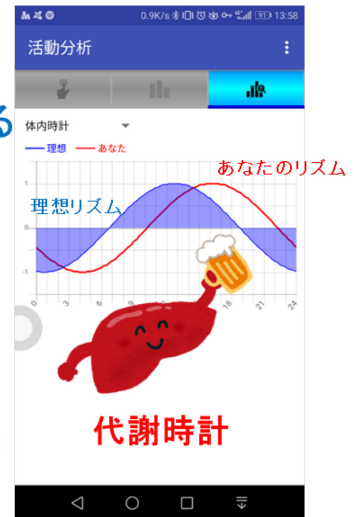 0.9K/s 91 13:58
活動分析
る
体内時計
理想 あなた
あなたのリズム
理想リズム
1
0
-1
0 3 6 9 18 21 24
代謝時計